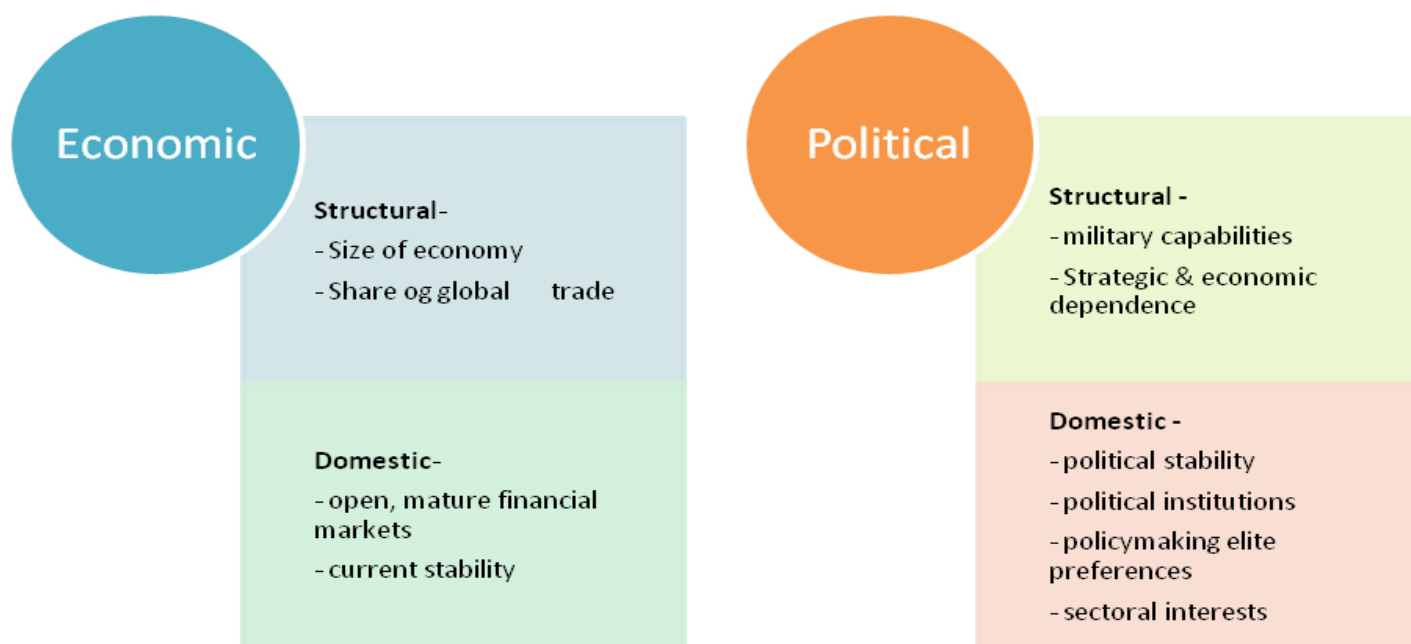 Economic
Structural-
- Size of economy
- Share og global trade
Domestic-
- open, mature financial
markets
- current stability
Political
Structural -
- military capabilities
- Strategic & economic
dependence
Domestic -
- political stability
- political institutions
- policymaking elite
preferences
- sectoral interests